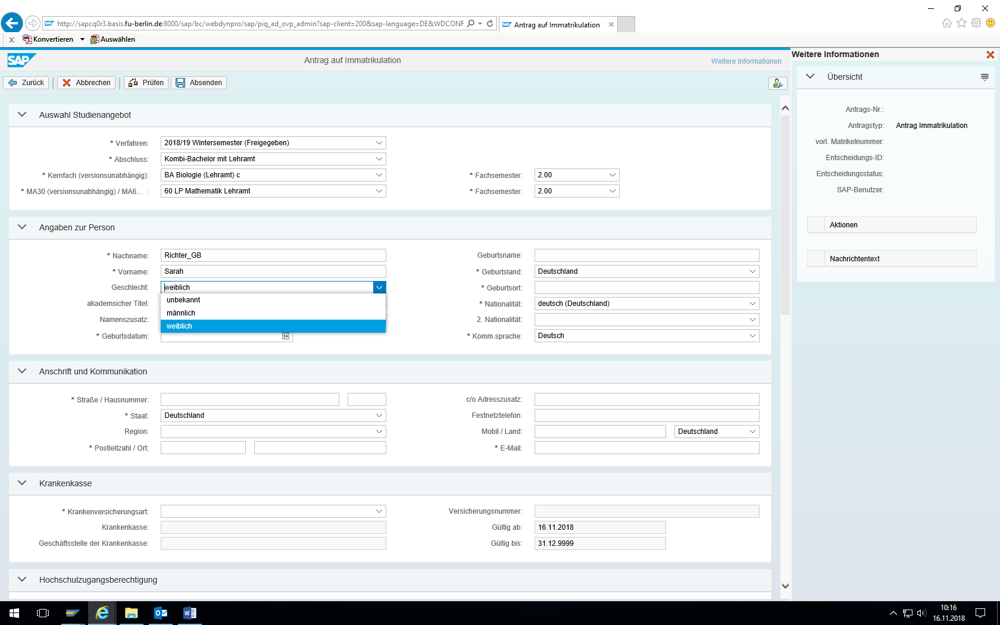 http://sapcq0r3.basis.fu-berlin.de:8000/sap/bc/webdynpro/sap/piq_ad_ovp_admin?sap-client=200&sap-language=DE&WDCONF
Antrag auf Immatrikulation
Konvertieren Auswählen
SAP Antrag auf Immatrikulation Weitere Informationen
Zurück Abbrechen Prüfen Absenden
Auswahl Studienangebot
* Verfahren: 2018/19 Wintersemester (Freigegeben)
* Abschluss: Kombi-Bachelor mit Lehramt
* Kernfach (versionsunabhängig): BA Biologie (Lehramt) c * Fachsemester: 2.00
* MA30 (versionsunabhängig) / MA6... : 60 LP Mathematik Lehramt * Fachsemester: 2.00
Angaben zur Person
* Nachname: Richter_GB Geburtsname:
* Vorname: Sarah * Geburtsland: Deutschland
Geschlecht: weiblich * Geburtsort:
unbekannt
männlich
weiblich
akademsicher Titel: * Nationalität: deutsch (Deutschland)
Namenszusatz: 2. Nationalität:
* Geburtsdatum: 14 * Komm.sprache: Deutsch
Anschrift und Kommunikation
* Straße / Hausnummer: c/o Adresszusatz:
* Staat: Deutschland Festnetztelefon:
Region: Mobil / Land: Deutschland
* Postleitzahl / Ort: * E-Mail:
Krankenkasse
* Krankenversicherungsart: Versicherungsnummer:
Krankenkasse: Gültig ab: 16.11.2018
Geschäftsstelle der Krankenkasse: Gültig bis: 31.12.9999
Hochschulzugangsberechtigung
Weitere Informationen
Übersicht
Antrags-Nr.:
Antragstyp: Antrag Immatrikulation
vorl. Matrikelnummer:
Entscheidungs-ID:
Entscheidungsstatus:
SAP-Benutzer:
Aktionen
Nachrichtentext
10:16
16.11.2018